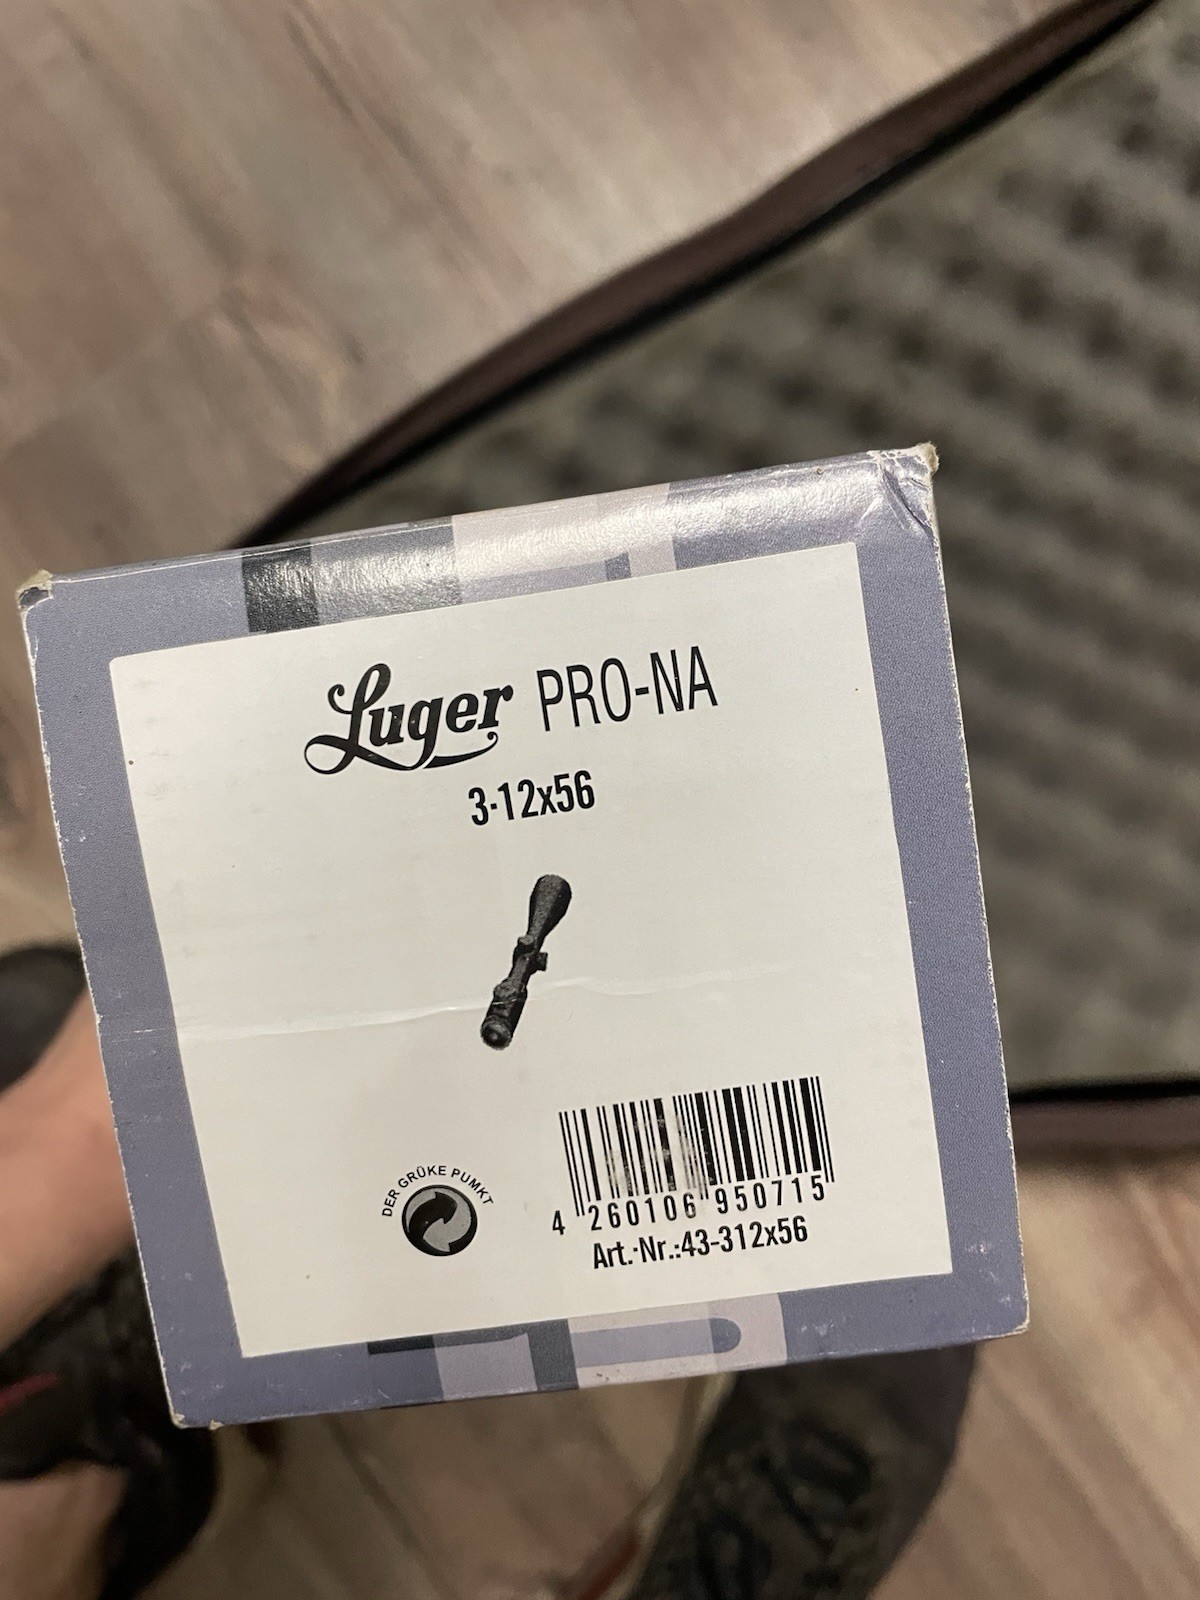 Luger PRO-NA
3-12x56
DER GRÜKE PUMKT
4 260106 950715
Art.-Nr.:43-312x56